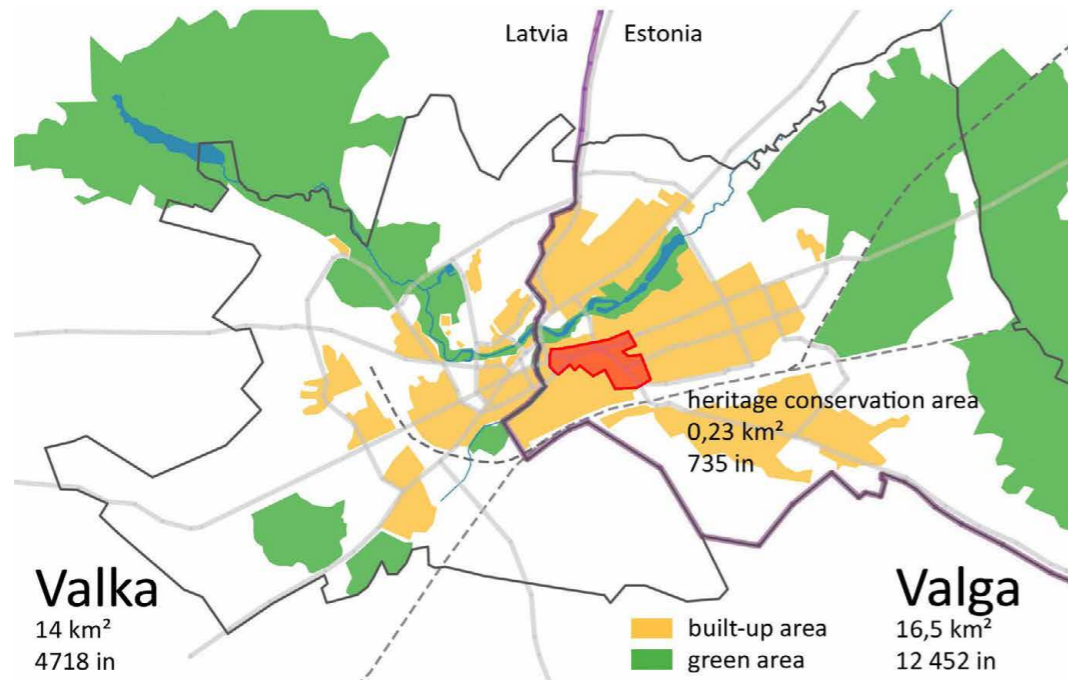 Latvia
Estonia
heritage conservation area
0,23 km²
735 in
Valka
14 km²
4718 in
built-up area
green area
Valga
16,5 km²
12 452 in